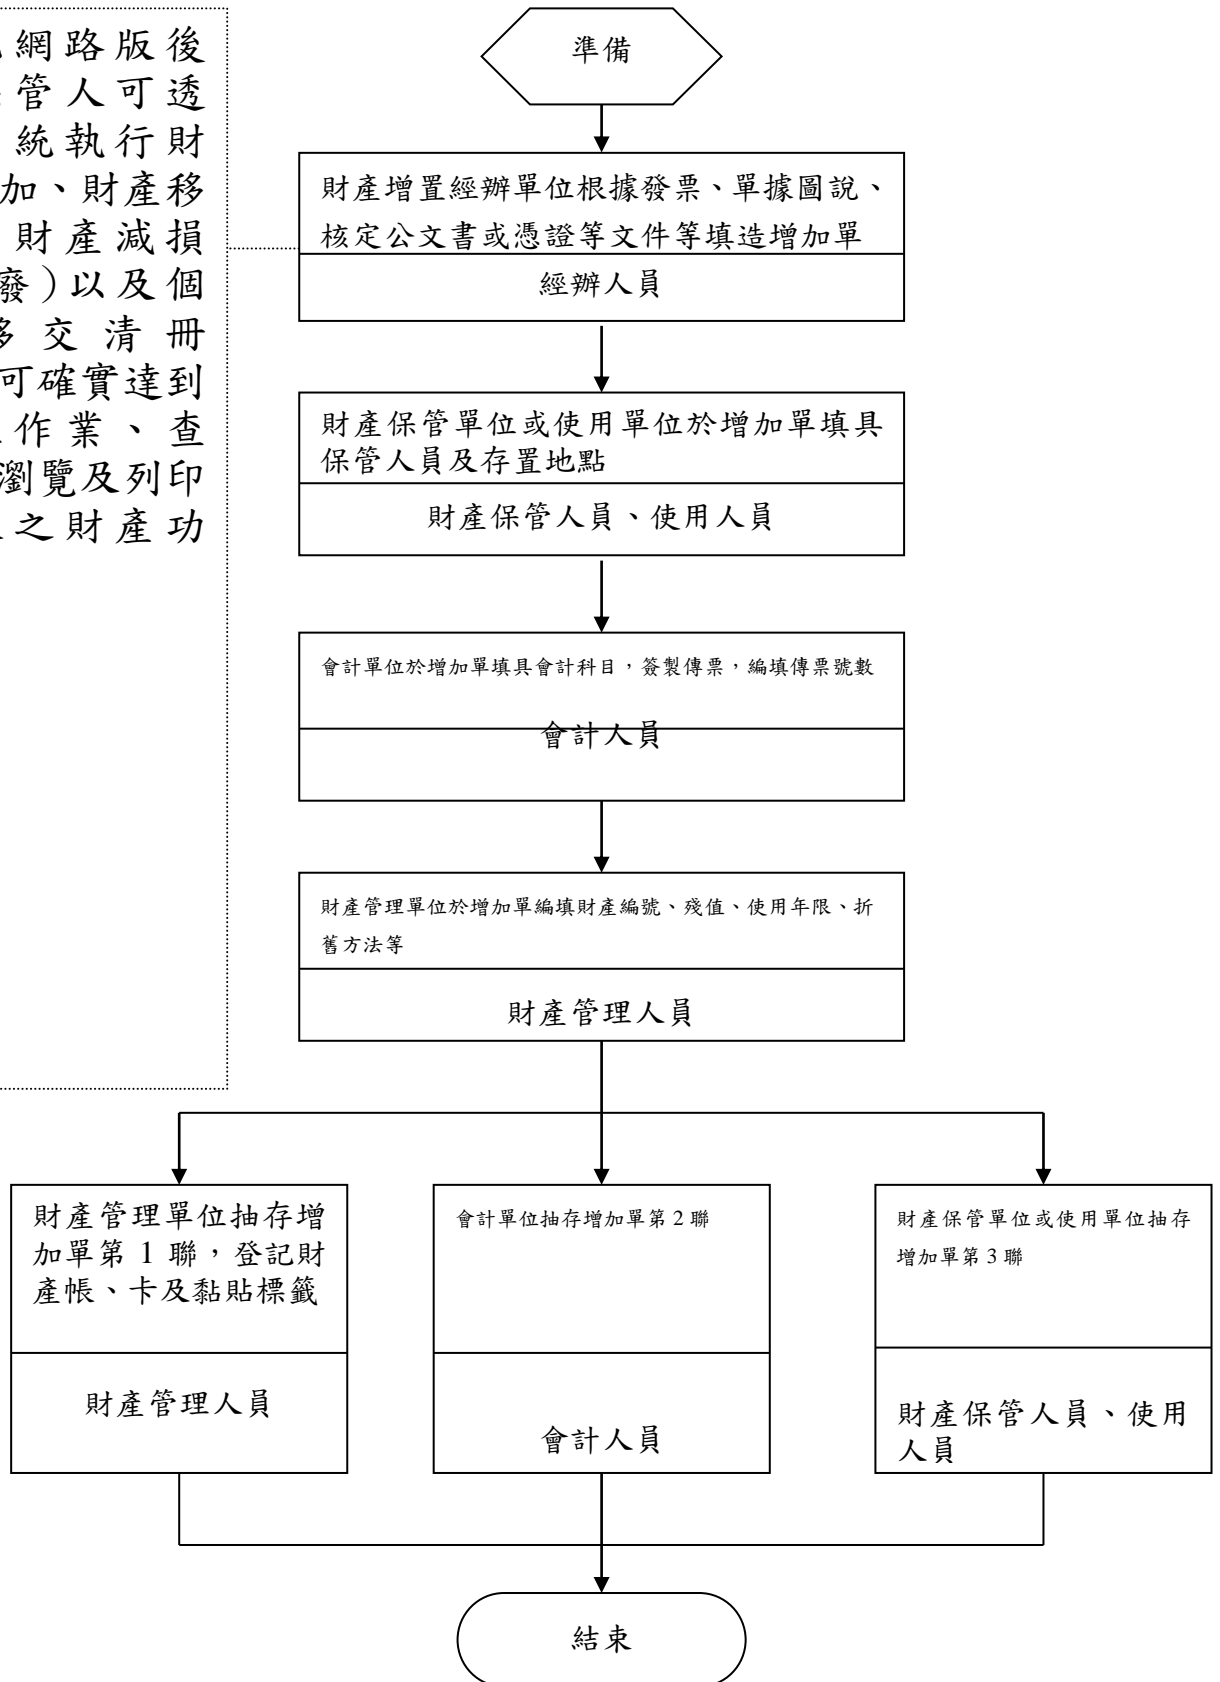 準備
網路版後
管人可透
統執行財
加、財產移
財產減損
廢)以及個
交清冊
可確實達到
作業、查
瀏覽及列印
之財產功
財產增置經辦單位根據發票、單據圖說、
核定公文書或憑證等文件等填造增加單
經辦人員
財產保管單位或使用單位於增加單填具
保管人員及存置地點
財產保管人員、使用人員
會計單位於增加單填具會計科目,簽製傳票,編填傳票號數
會計人員
財產管理單位於增加單編填財產編號、殘值、使用年限、折
舊方法等
財產管理人員
財產管理單位抽存增
加單第 1 聯,登記財
產帳、卡及黏貼標籤
財產管理人員
會計單位抽存增加單第 2 聯
會計人員
財產保管單位或使用單位抽存
增加單第 3 聯
財產保管人員、使用
人員
結束